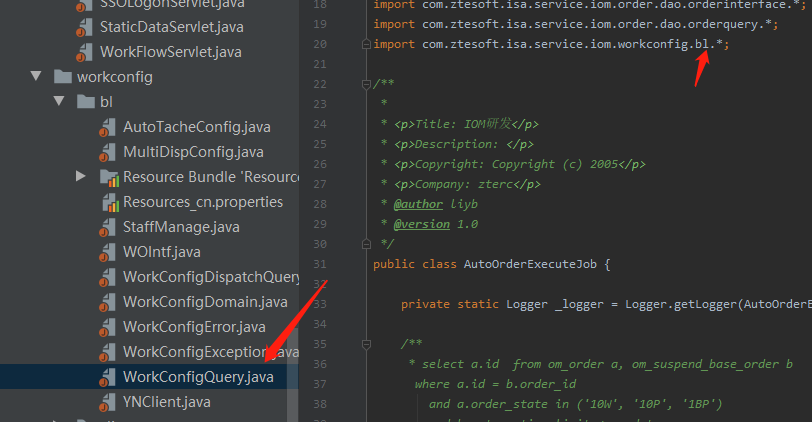 SSOLogonServlet.java
StaticDataServlet.java
WorkFlowServlet.java
workconfig
bl
AutoTacheConfig.java
MultiDispConfig.java
Resource Bundle 'Resourc
Resources_cn.properties
StaffManage.java
WOIntf.java
WorkConfigDispatchQuery
WorkConfigDomain.java
WorkConfigError.java
WorkConfigException.java
WorkConfigQuery.java
YNClient.java
18 import com.ztesoft.isa.service.iom.order.dao.orderinterface.*;
19 import com.ztesoft.isa.service.iom.order.dao.orderquery.*;
20 import com.ztesoft.isa.service.iom.workconfig.bl.*;
21
22 /**
23 *
24 * <p>Title: IOM研发</p>
25 * <p>Description: </p>
26 * <p>Copyright: Copyright (c) 2005</p>
27 * <p>Company: zterc</p>
28 * @author liyb
29 * @version 1.0
30 */
31 public class AutoOrderExecuteJob {
32
33 private static Logger _logger = Logger.getLogger(AutoOrderE
34
35 /**
36 * select a.id from om_order a, om_suspend_base_order b
37 where a.id = b.order_id
38 and a.order_state in ('10W', '10P', '1BP')